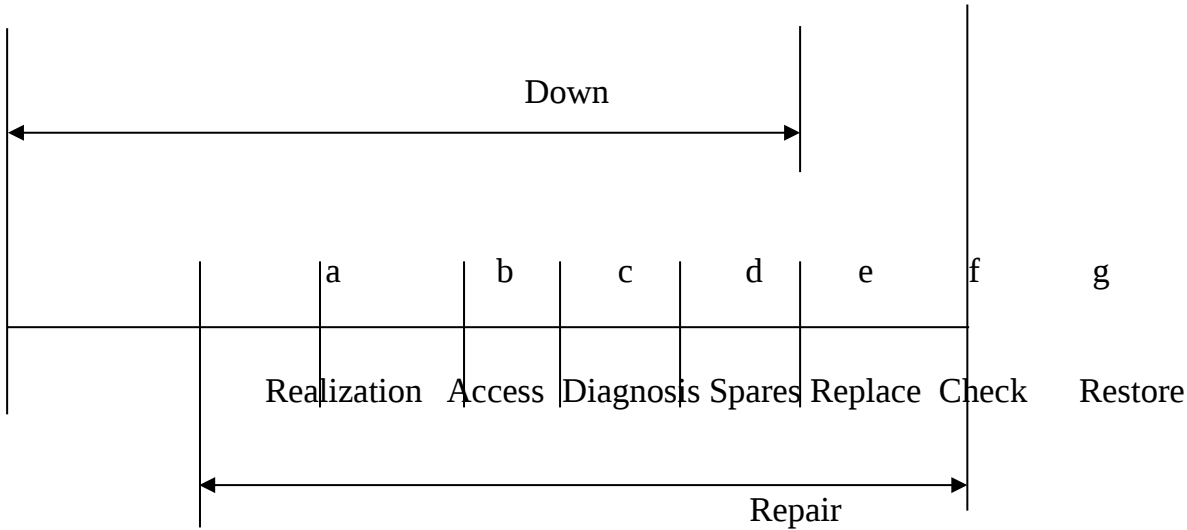 Down
a b c d e f g
Realization Access Diagnosis Spares Replace Check Restore
Repair